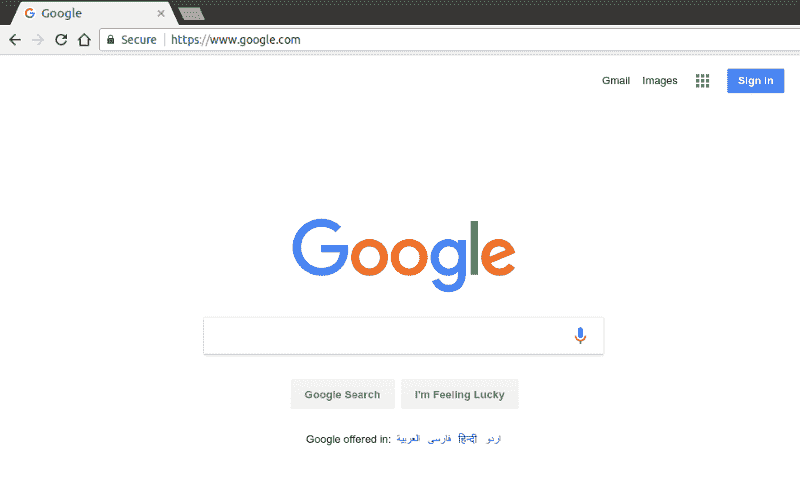 Google
Secure | https://www.google.com
Gmail Images Sign in
Google
Google Search I'm Feeling Lucky
Google offered in: العربية فارسی हिन्दी اردو